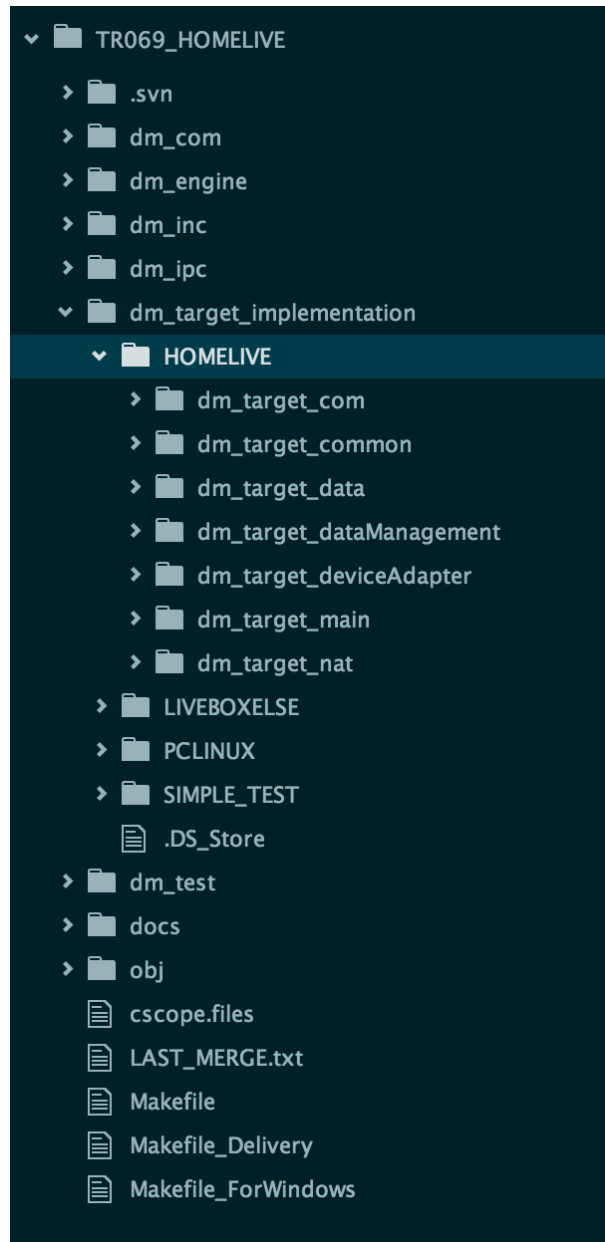 TR069_HOMELIVE
.svn
dm_com
dm_engine
dm_inc
dm_ipc
dm_target_implementation
HOMELIVE
dm_target_com
dm_target_common
dm_target_data
dm_target_dataManagement
dm_target_deviceAdapter
dm_target_main
dm_target_nat
LIVEBOXELSE
PCLINUX
SIMPLE_TEST
.DS_Store
dm_test
docs
obj
cscope.files
LAST_MERGE.txt
Makefile
Makefile_Delivery
Makefile_ForWindows